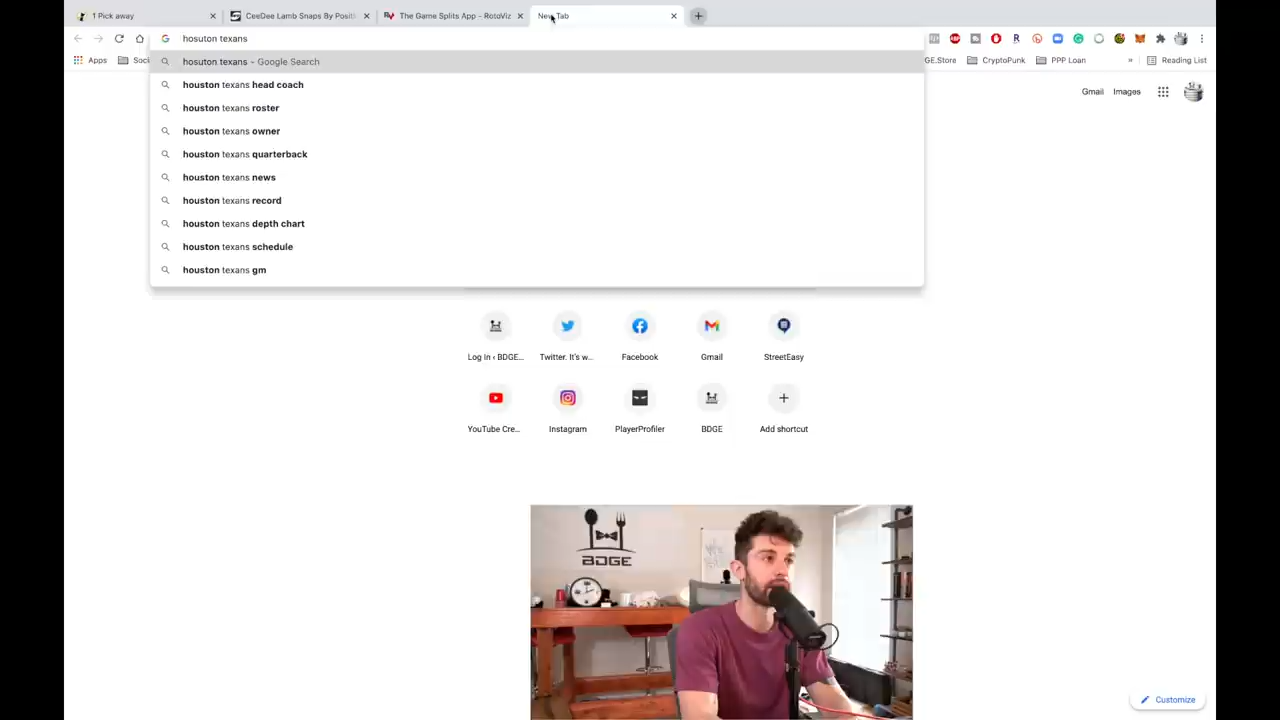 1 Pick away
CeeDee Lamb Snaps By Positi
The Game Splits App - RotoViz
New Tab
hosuton texans
Apps
Soci
GE.Store
CryptoPunk
PPP Loan
»
Reading List
hosuton texans - Google Search
houston texans head coach
houston texans roster
houston texans owner
houston texans quarterback
houston texans news
houston texans record
houston texans depth chart
houston texans schedule
houston texans gm
Gmail
Images
Log in ‹ BDGE...
Twitter. It's w...
Facebook
Gmail
StreetEasy
YouTube Cre...
Instagram
PlayerProfiler
BDGE
Add shortcut
BDGE
Customize